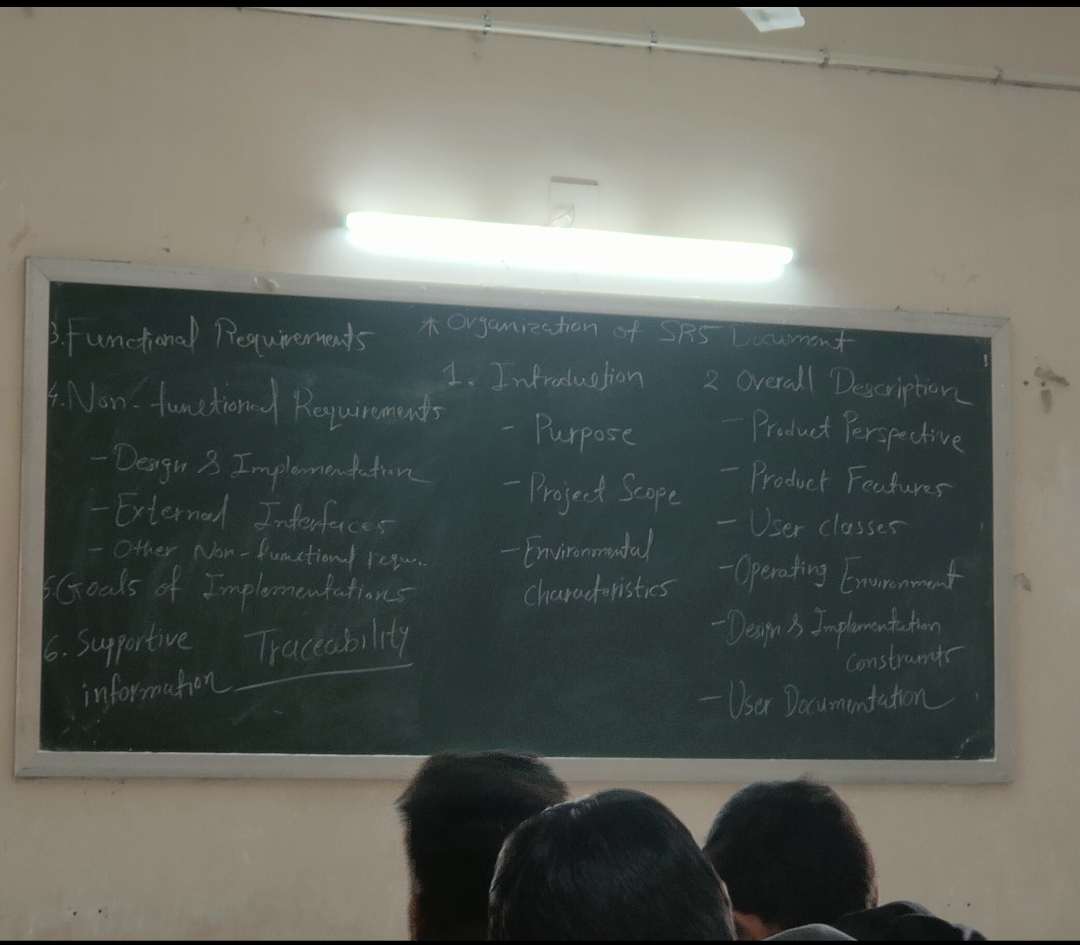 * Organization of SRS Document
1. Introduction
- Purpose
- Project Scope
- Environmental
characteristics
2 Overall Description
- Product Perspective
- Product Features
- User classes
- Operating Environment
- Design & Implementation
constraints
- User Documentation
3. Functional Requirements
4. Non-functional Requirements
- Design & Implementation
- External Interfaces
- Other Non-functional requ...
5. Goals of Implementations
6. Supportive
information
Traceability